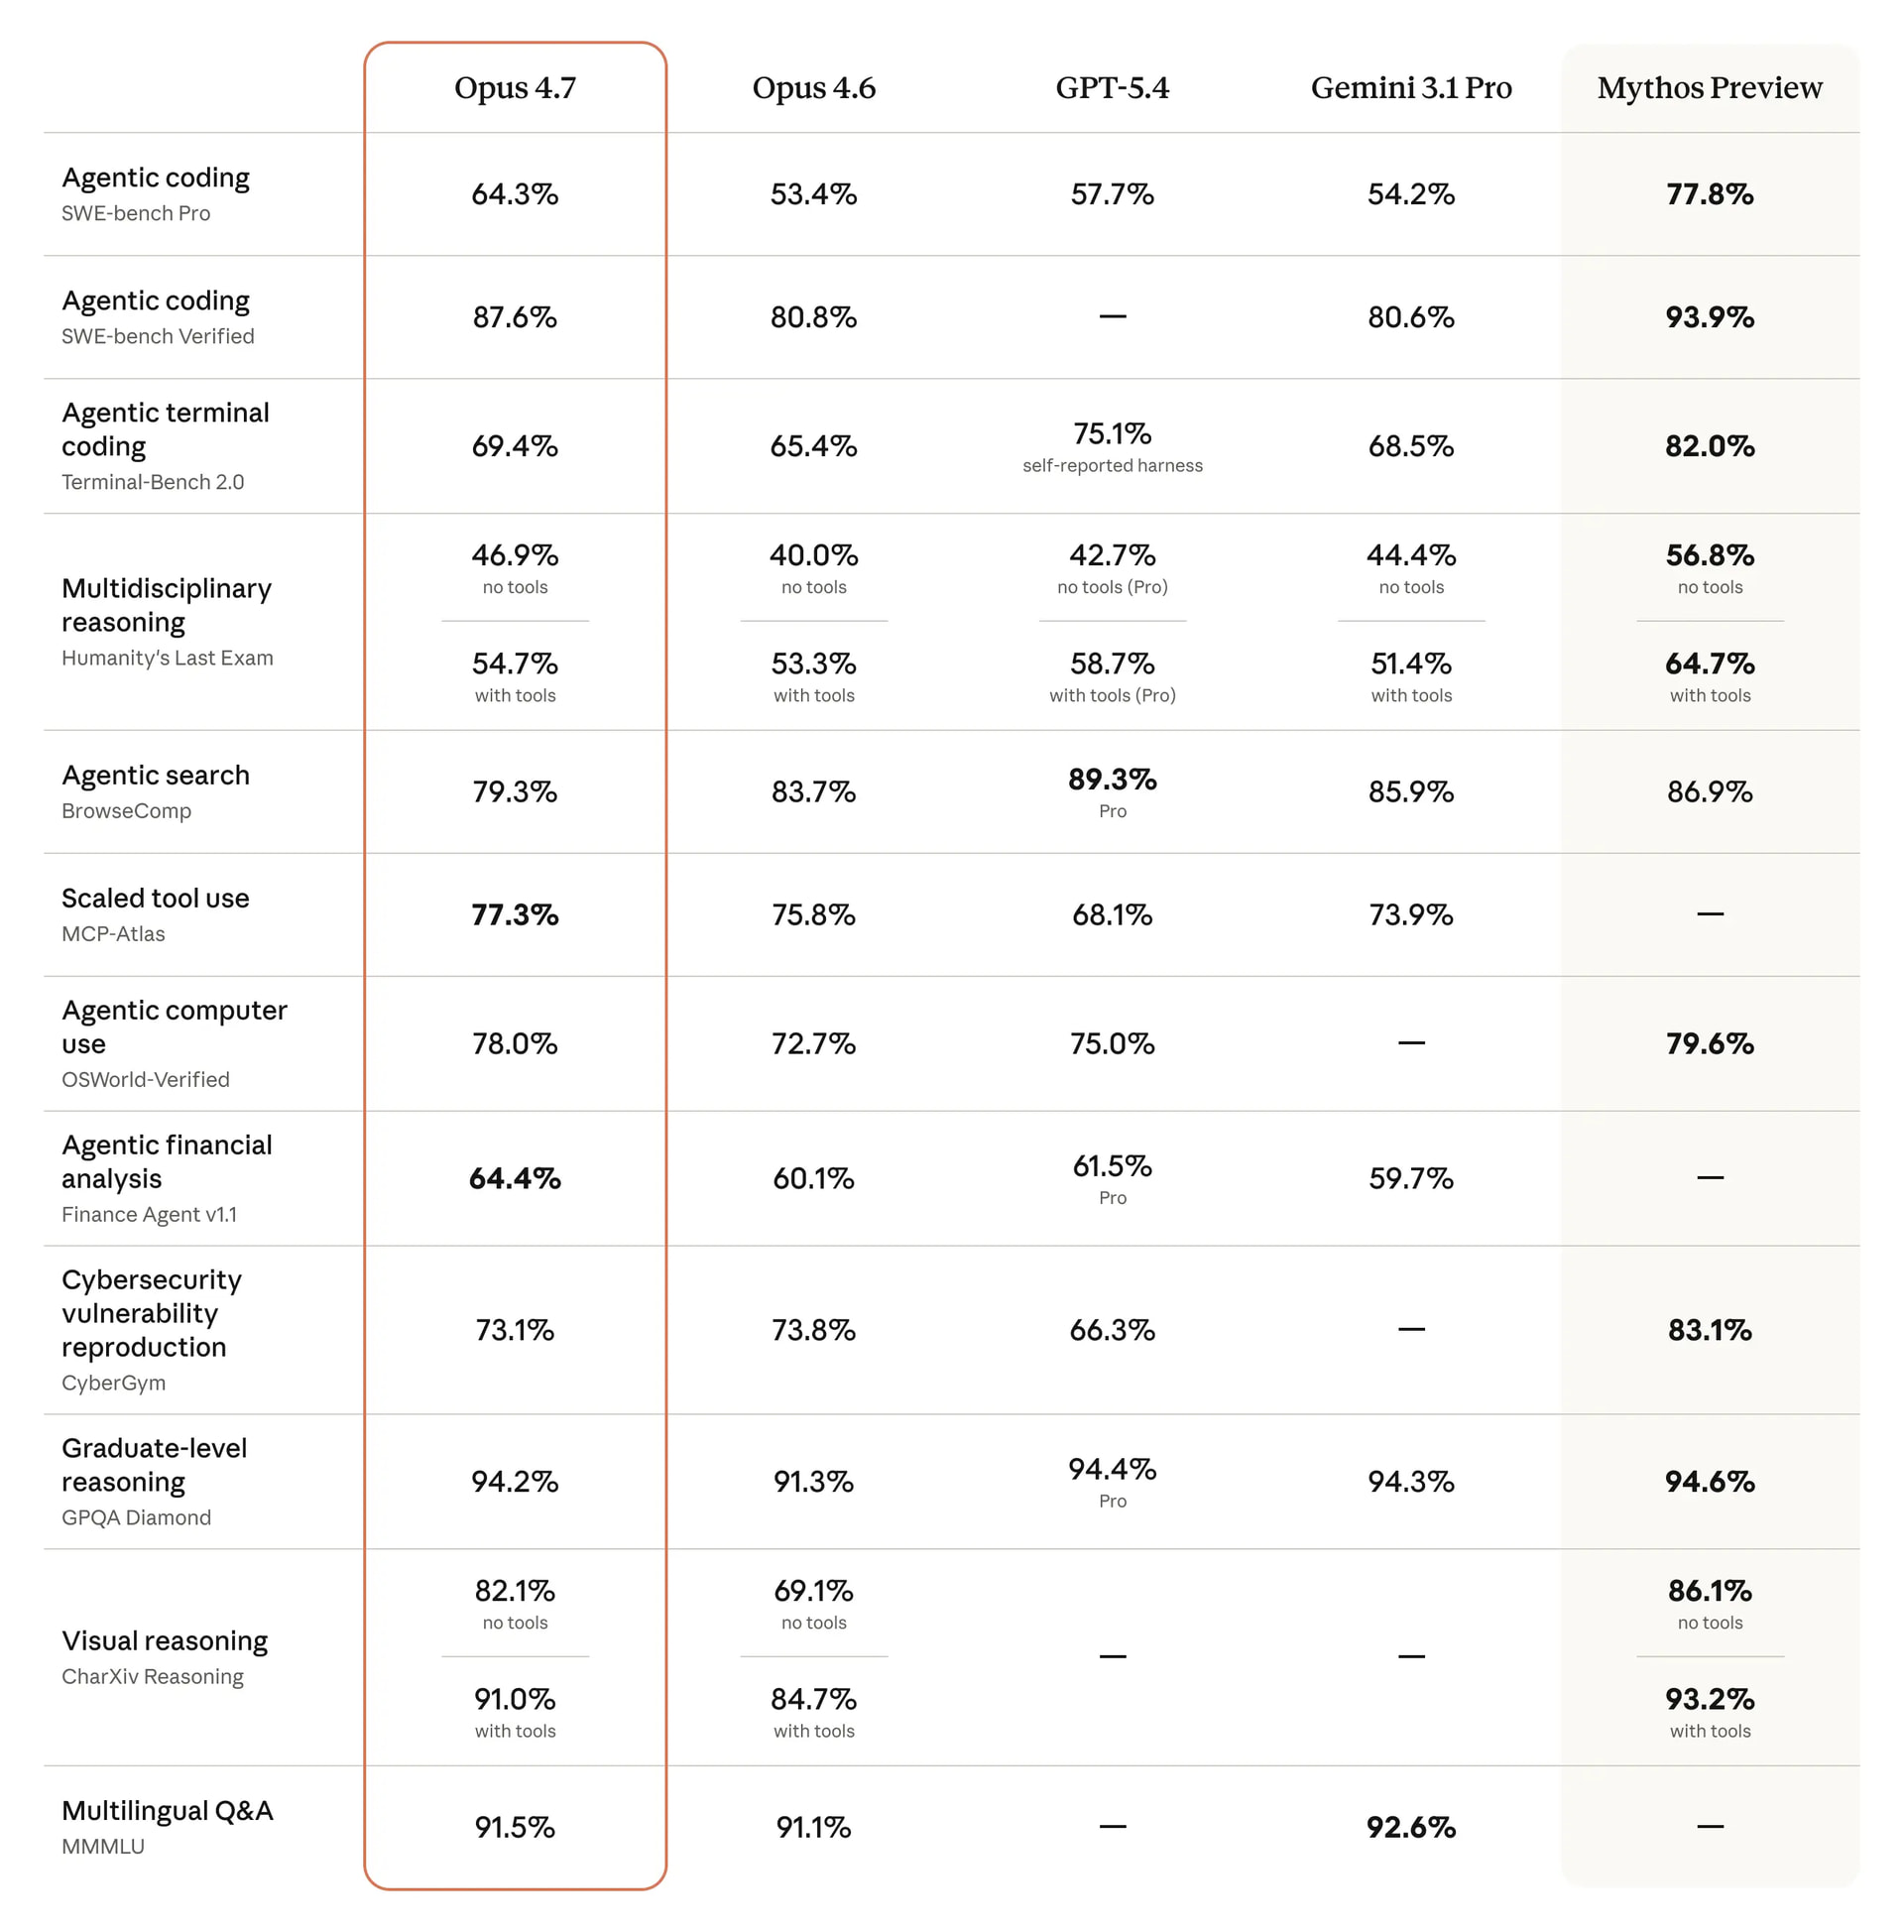 Opus 4.7 Opus 4.6 GPT-5.4 Gemini 3.1 Pro Mythos Preview
Agentic coding
SWE-bench Pro
64.3% 53.4% 57.7% 54.2% 77.8%
Agentic coding
SWE-bench Verified
87.6% 80.8% — 80.6% 93.9%
Agentic terminal
coding
Terminal-Bench 2.0
69.4% 65.4% 75.1% 68.5% 82.0%
self-reported harness
Multidisciplinary
reasoning
Humanity's Last Exam
46.9% 40.0% 42.7% 44.4% 56.8%
no tools no tools no tools (Pro) no tools no tools
54.7% 53.3% 58.7% 51.4% 64.7%
with tools with tools with tools (Pro) with tools with tools
Agentic search
BrowseComp
79.3% 83.7% 89.3% 85.9% 86.9%
Pro
Scaled tool use
MCP-Atlas
77.3% 75.8% 68.1% 73.9% —
Agentic computer
use
OSWorld-Verified
78.0% 72.7% 75.0% — 79.6%
Agentic financial
analysis
Finance Agent v1.1
64.4% 60.1% 61.5% 59.7% —
Pro
Cybersecurity
vulnerability
reproduction
CyberGym
73.1% 73.8% 66.3% — 83.1%
Graduate-level
reasoning
GPQA Diamond
94.2% 91.3% 94.4% 94.3% 94.6%
Pro
Visual reasoning
CharXiv Reasoning
82.1% 69.1% — — 86.1%
no tools no tools no tools
91.0% 84.7% 93.2%
with tools with tools with tools
Multilingual Q&A
MMMLU
91.5% 91.1% — 92.6% —